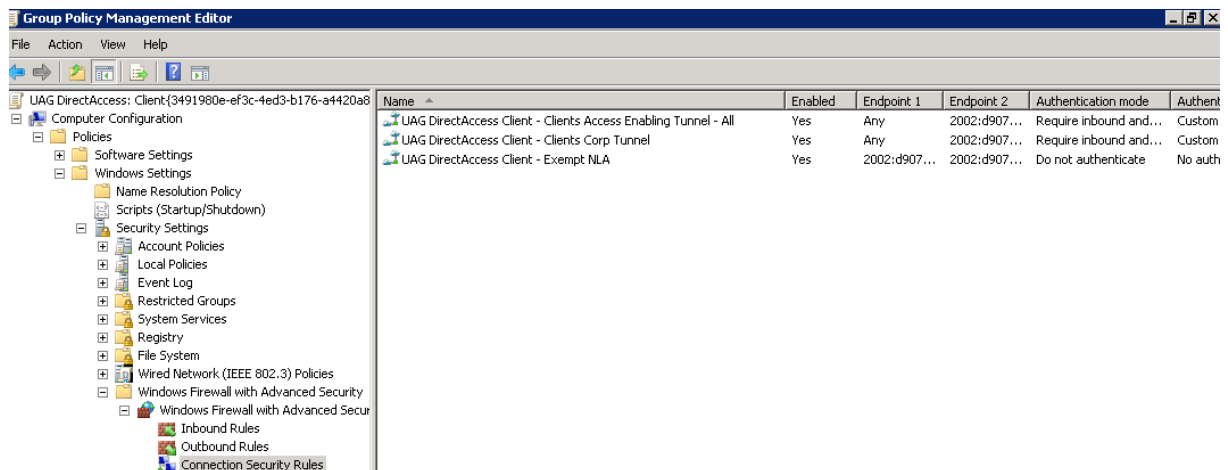 Group Policy Management Editor
File Action View Help
UAG DirectAccess: Client{3491980e-ef3c-4ed3-b176-a4420a8
Computer Configuration
Policies
Software Settings
Windows Settings
Name Resolution Policy
Scripts (Startup/Shutdown)
Security Settings
Account Policies
Local Policies
Event Log
Restricted Groups
System Services
Registry
File System
Wired Network (IEEE 802.3) Policies
Windows Firewall with Advanced Security
Windows Firewall with Advanced Secur
Inbound Rules
Outbound Rules
Connection Security Rules
Name Enabled Endpoint 1 Endpoint 2 Authentication mode Authent
UAG DirectAccess Client - Clients Access Enabling Tunnel - All Yes Any 2002:d907... Require inbound and... Custom
UAG DirectAccess Client - Clients Corp Tunnel Yes Any 2002:d907... Require inbound and... Custom
UAG DirectAccess Client - Exempt NLA Yes 2002:d907... 2002:d907... Do not authenticate No auth